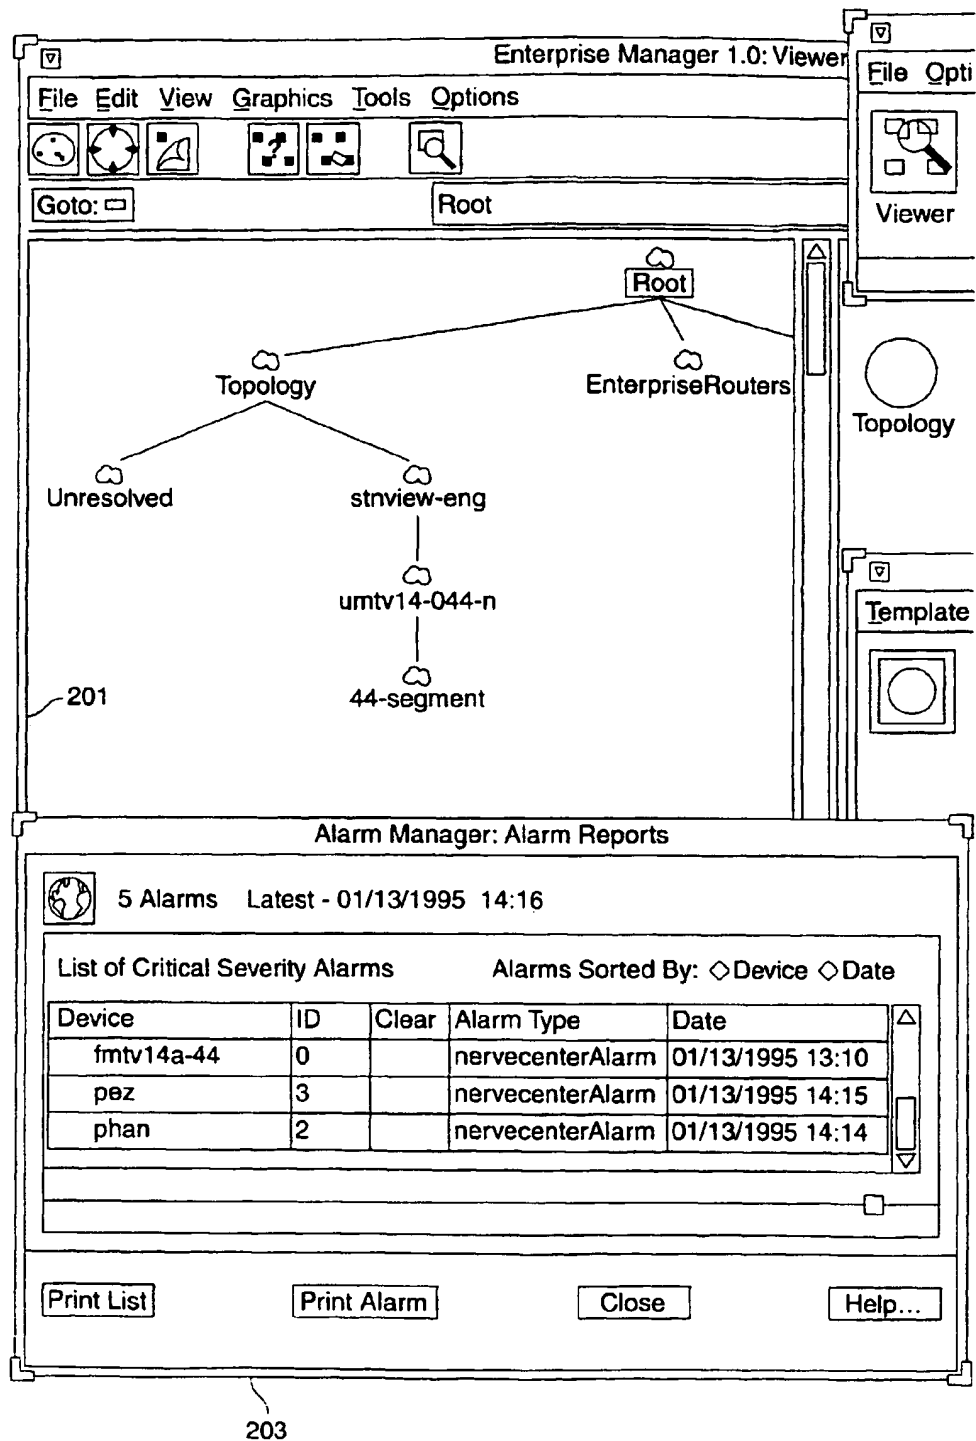 Enterprise Manager 1.0: Viewer
File Edit View Graphics Tools Options
Goto:
Root
Root
Topology
EnterpriseRouters
Unresolved
stnview-eng
umtv14-044-n
44-segment
201
File Opti
Viewer
Topology
Template
Alarm Manager: Alarm Reports
5 Alarms Latest - 01/13/1995 14:16
List of Critical Severity Alarms Alarms Sorted By: Device Date
Device ID Clear Alarm Type Date
fmtv14a-44 0 nervecenterAlarm 01/13/1995 13:10
pez 3 nervecenterAlarm 01/13/1995 14:15
phan 2 nervecenterAlarm 01/13/1995 14:14
Print List Print Alarm Close Help...
203